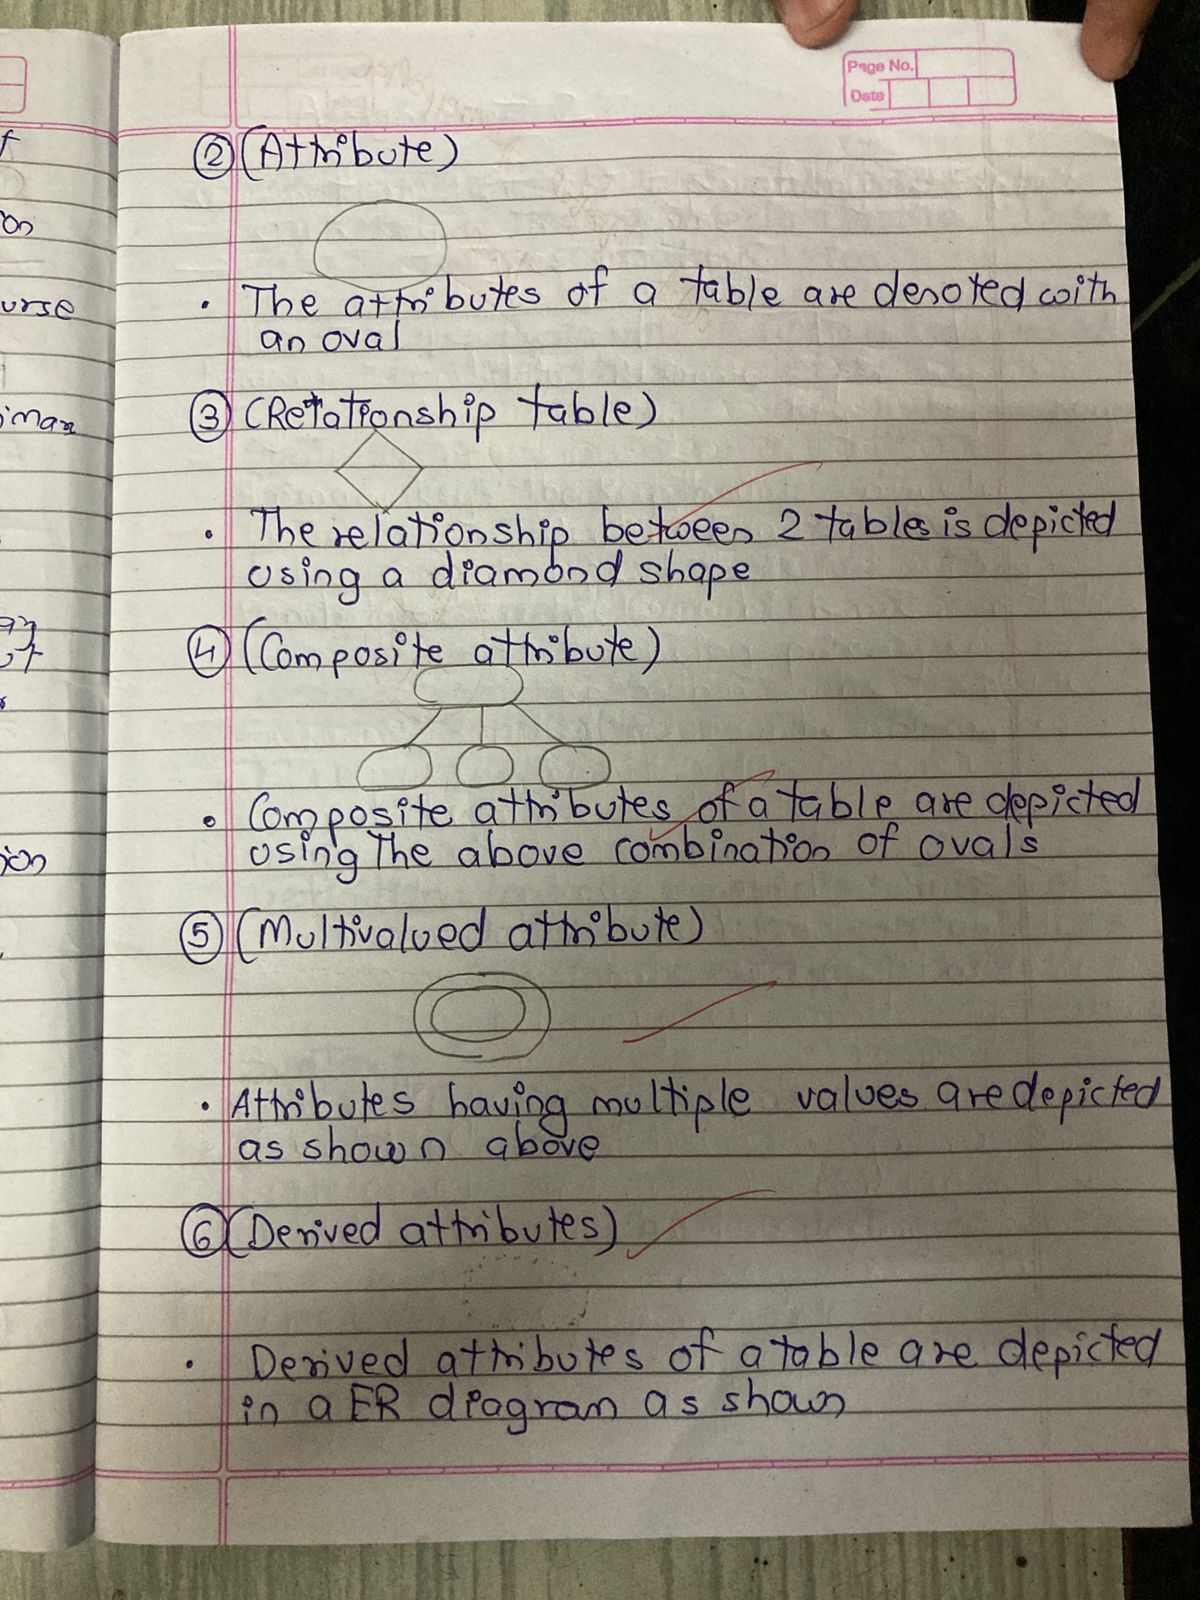 Page No.
Date
② (Attribute)
• The attributes of a table are denoted with
an oval
③ (Relationship table)
• The relationship between 2 tables is depicted
using a diamond shape
④ (Composite attribute)
• Composite attributes of a table are depicted
using the above combination of ovals
⑤ (Multivalued attribute)
• Attributes having multiple values are depicted
as shown above
⑥ (Derived attributes)
• Derived attributes of a table are depicted
in a ER diagram as shown